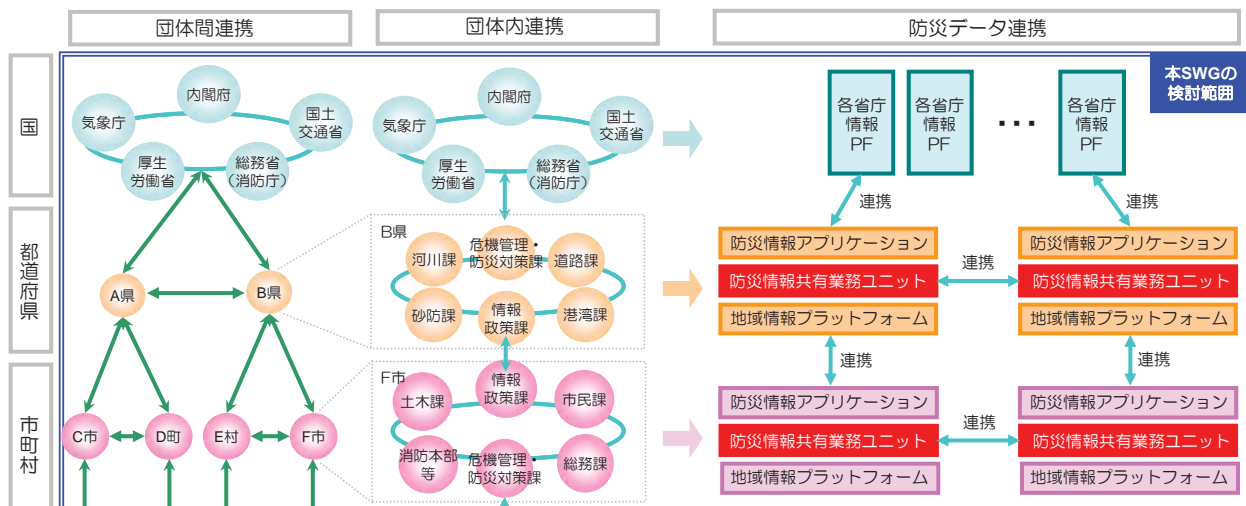 団体間連携
団体内連携
防災データ連携
本SWGの
検討範囲
国
内閣府
気象庁
国土
交通省
厚生
労働省
総務省
(消防庁)
内閣府
気象庁
国土
交通省
厚生
労働省
総務省
(消防庁)
各省庁
情報
PF
各省庁
情報
PF
・・・
各省庁
情報
PF
連携
連携
都道府県
A県
B県
B県
河川課
危機管理・
防災対策課
道路課
砂防課
情報
政策課
港湾課
防災情報アプリケーション
防災情報共有業務ユニット
地域情報プラットフォーム
連携
防災情報アプリケーション
防災情報共有業務ユニット
地域情報プラットフォーム
連携
連携
市町村
C市
D町
E村
F市
F市
土木課
情報
政策課
市民課
消防本部
等
危機管理・
防災対策課
総務課
防災情報アプリケーション
防災情報共有業務ユニット
地域情報プラットフォーム
連携
防災情報アプリケーション
防災情報共有業務ユニット
地域情報プラットフォーム